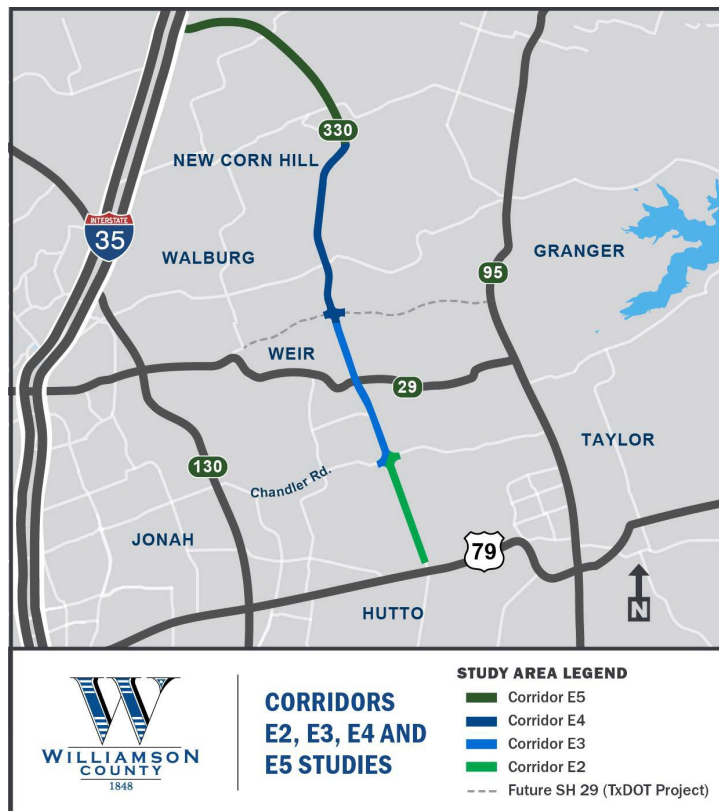 330
NEW CORN HILL
INTERSTATE
35
WALBURG
GRANGER
95
WEIR
29
TAYLOR
130
Chandler Rd.
JONAH
79
HUTTO
N
WILLIAMSON
COUNTY
1848
CORRIDORS
E2, E3, E4 AND
E5 STUDIES
STUDY AREA LEGEND
Corridor E5
Corridor E4
Corridor E3
Corridor E2
Future SH 29 (TxDOT Project)